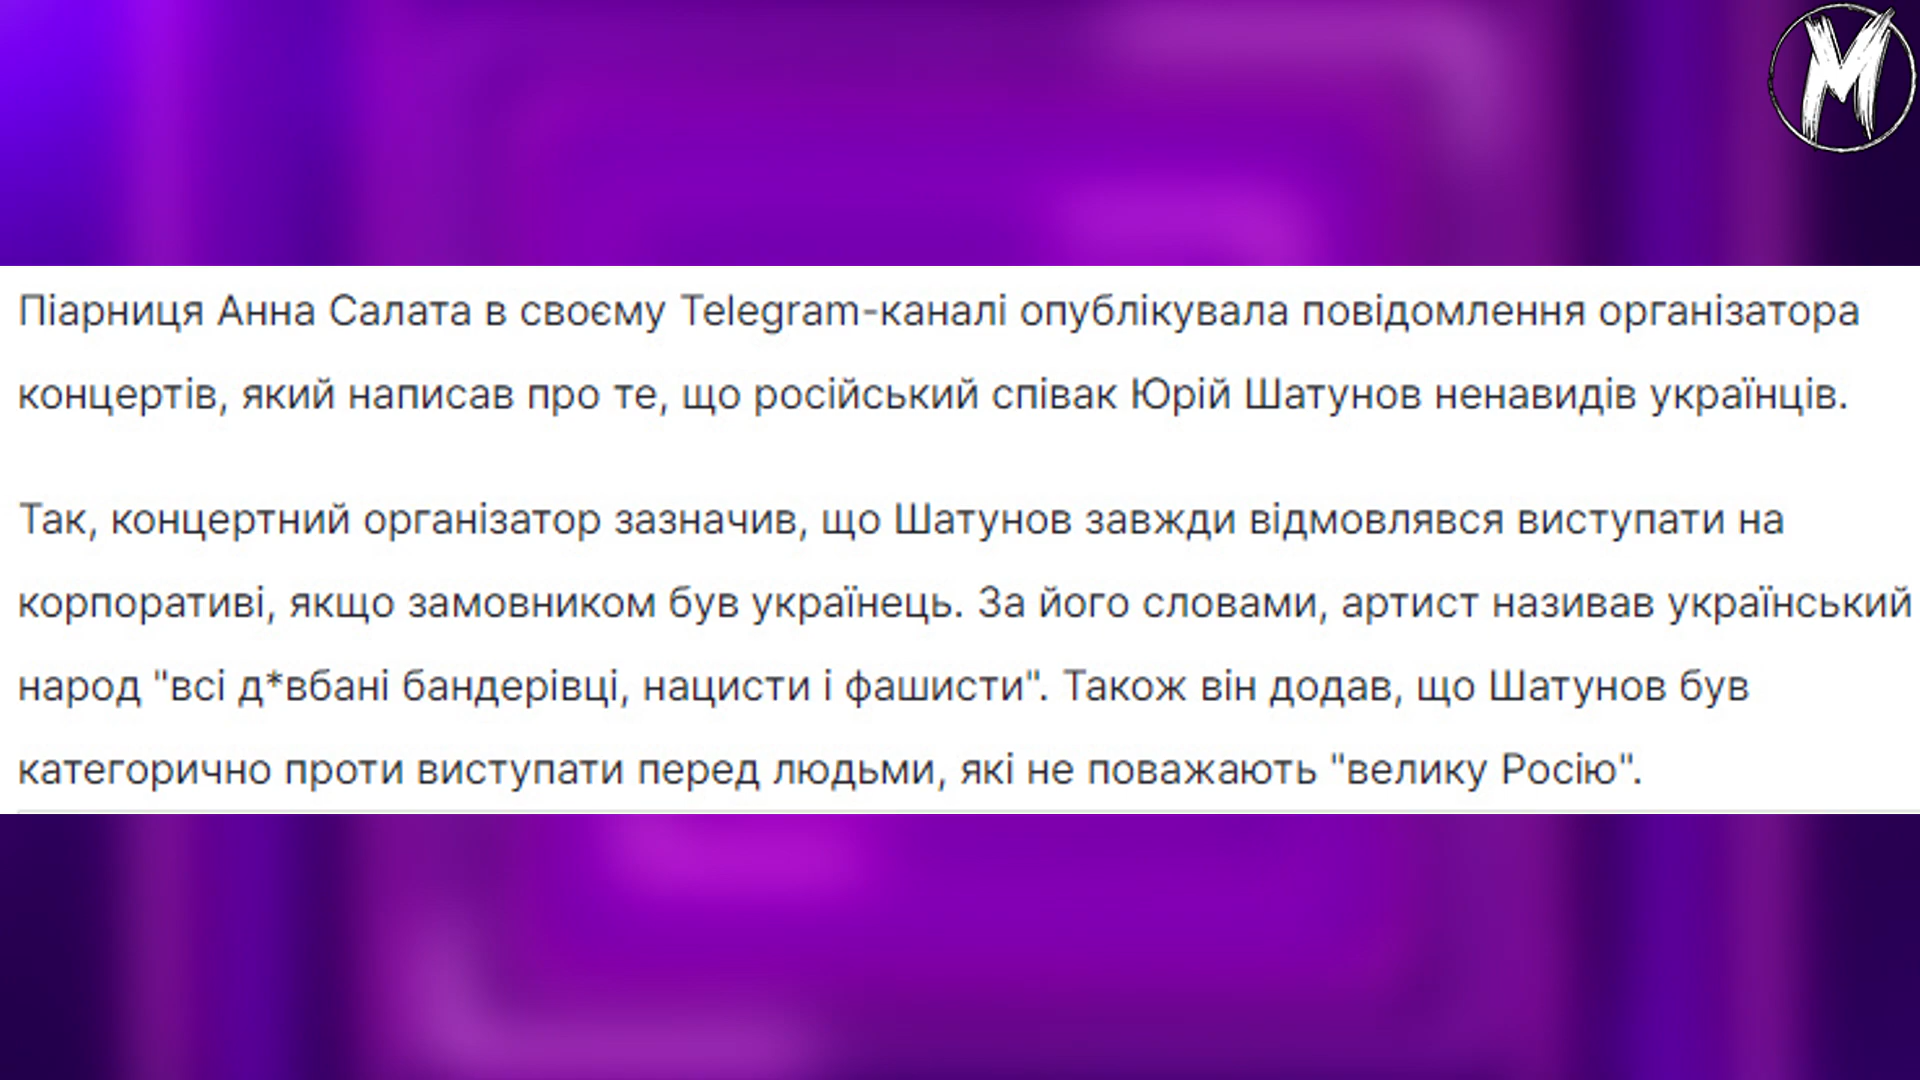 M
Піарниця Анна Салата в своєму Telegram-каналі опублікувала повідомлення організатора
концертів, який написав про те, що російський співак Юрій Шатунов ненавидів українців.
Так, концертний організатор зазначив, що Шатунов завжди відмовлявся виступати на
корпоративі, якщо замовником був українець. За його словами, артист називав український
народ "всі д*вбані бандерівці, нацисти і фашисти". Також він додав, що Шатунов був
категорично проти виступати перед людьми, які не поважають "велику Росію".